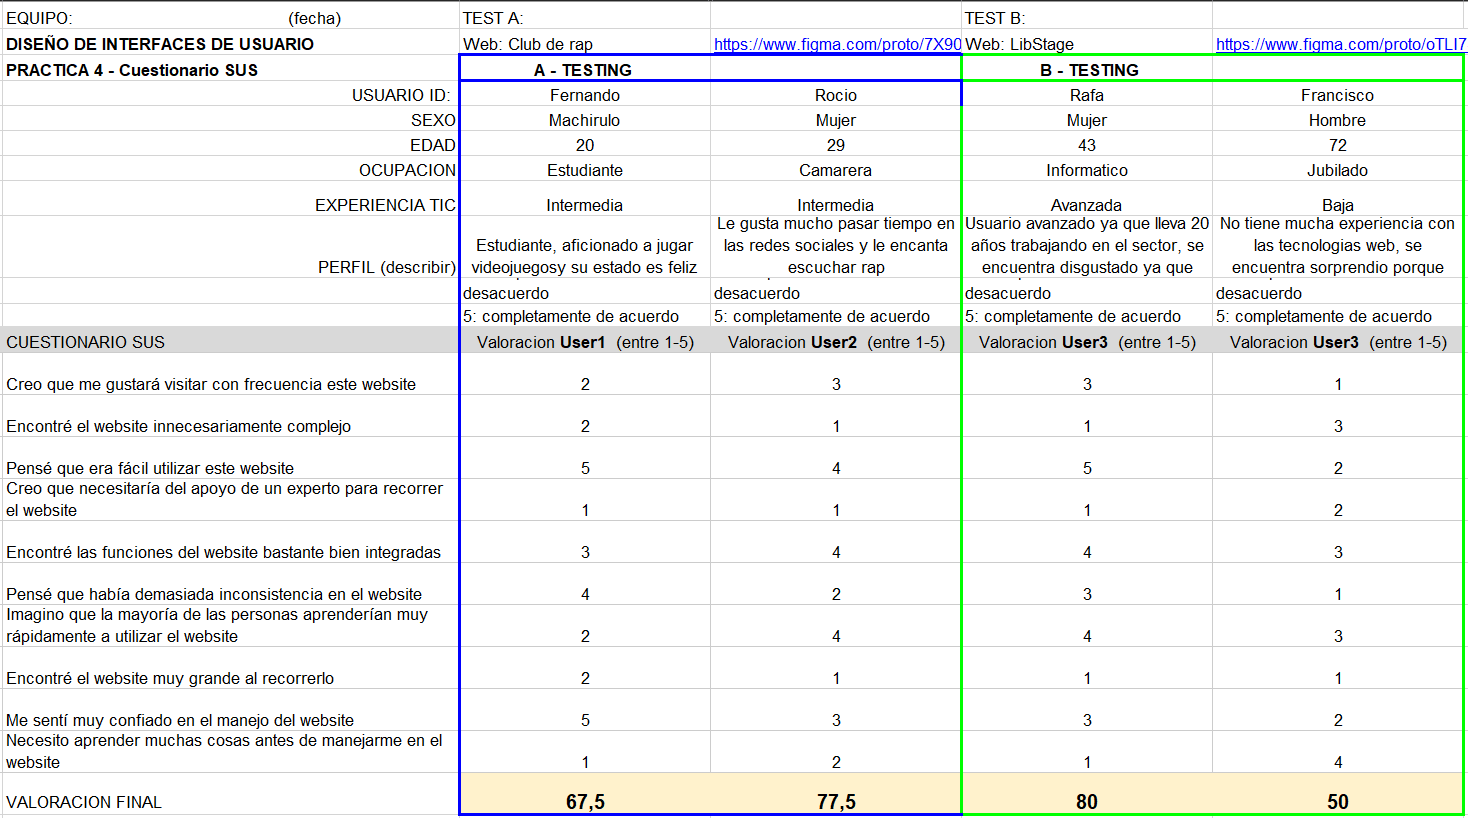 EQUIPO: (fecha) TEST A: TEST B:
DISEÑO DE INTERFACES DE USUARIO Web: Club de rap https://www.figma.com/proto/7X90 Web: LibStage https://www.figma.com/proto/oTLI7
PRACTICA 4 - Cuestionario SUS A - TESTING B - TESTING
USUARIO ID: Fernando Rocio Rafa Francisco
SEXO Machirulo Mujer Mujer Hombre
EDAD 20 29 43 72
OCUPACION Estudiante Camarera Informatico Jubilado
EXPERIENCIA TIC Intermedia Intermedia Avanzada Baja
PERFIL (describir)
Estudiante, aficionado a jugar
videojuegosy su estado es feliz
Le gusta mucho pasar tiempo en
las redes sociales y le encanta
escuchar rap
Usuario avanzado ya que lleva 20
años trabajando en el sector, se
encuentra disgustado ya que
No tiene mucha experiencia con
las tecnologias web, se
encuentra sorprendio porque
desacuerdo desacuerdo desacuerdo desacuerdo
5: completamente de acuerdo 5: completamente de acuerdo 5: completamente de acuerdo 5: completamente de acuerdo
CUESTIONARIO SUS Valoracion User1 (entre 1-5) Valoracion User2 (entre 1-5) Valoracion User3 (entre 1-5) Valoracion User3 (entre 1-5)
Creo que me gustará visitar con frecuencia este website 2 3 3 1
Encontré el website innecesariamente complejo 2 1 1 3
Pensé que era fácil utilizar este website 5 4 5 2
Creo que necesitaría del apoyo de un experto para recorrer
el website 1 1 1 2
Encontré las funciones del website bastante bien integradas 3 4 4 3
Pensé que había demasiada inconsistencia en el website 4 2 3 1
Imagino que la mayoría de las personas aprenderían muy
rápidamente a utilizar el website 2 4 4 3
Encontré el website muy grande al recorrerlo 2 1 1 1
Me sentí muy confiado en el manejo del website 5 3 3 2
Necesito aprender muchas cosas antes de manejarme en el
website 1 2 1 4
VALORACION FINAL 67,5 77,5 80 50